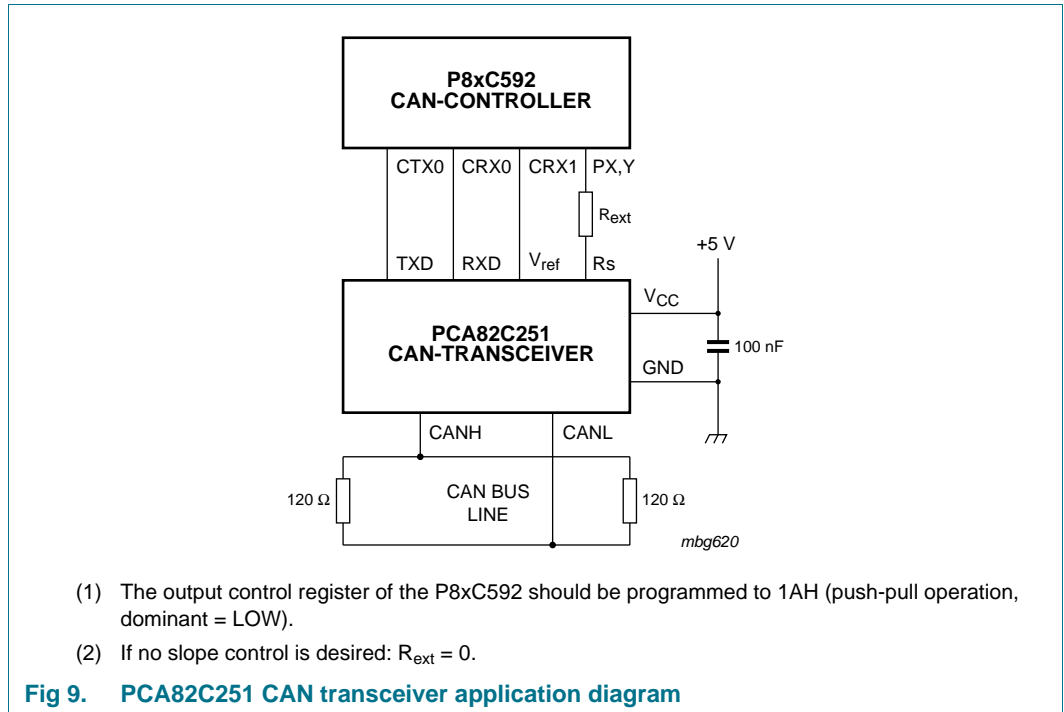 P8xC592
CAN-CONTROLLER
CTX0 CRX0 CRX1 PX,Y
Rext
+5 V
TXD RXD Vref Rs
VCC
PCA82C251
CAN-TRANSCEIVER
100 nF
GND
CANH CANL
120 Ω CAN BUS 120 Ω
LINE
mbg620
(1) The output control register of the P8xC592 should be programmed to 1AH (push-pull operation,
dominant = LOW).
(2) If no slope control is desired: Rext = 0.
Fig 9. PCA82C251 CAN transceiver application diagram